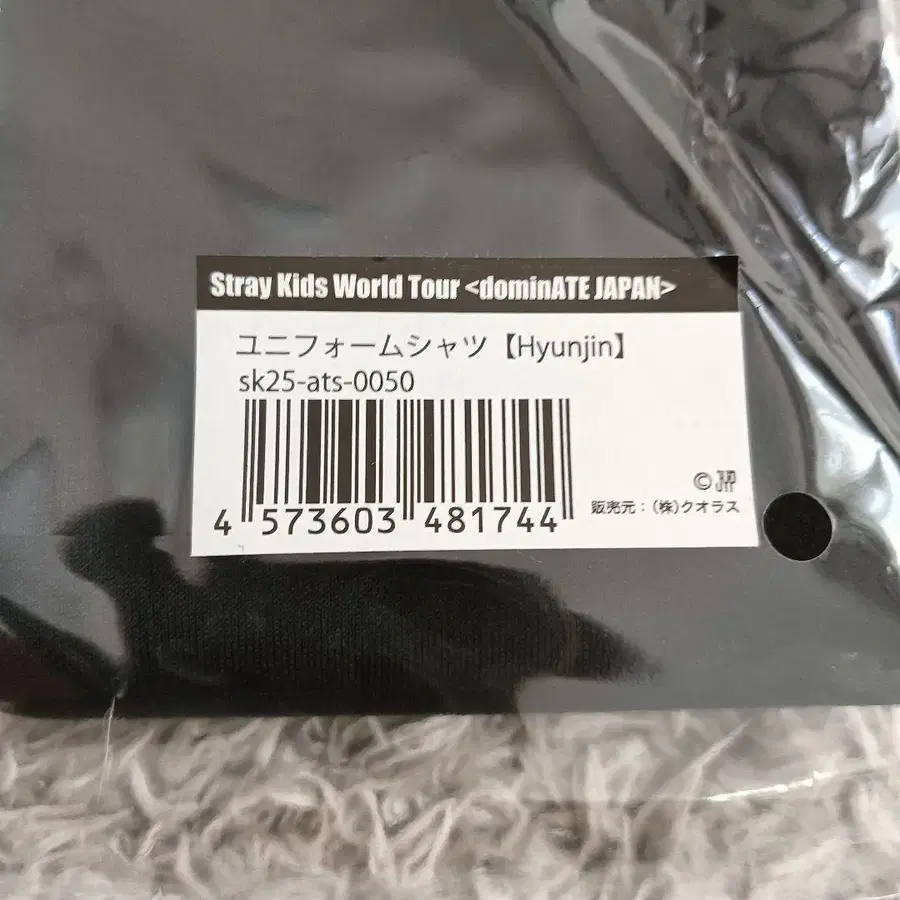 Stray Kids World Tour <dominATE JAPAN>
ユニフォームシャツ【Hyunjin】
sk25-ats-0050
4 573603 481744
©JYP
販売元：（株）クオラス